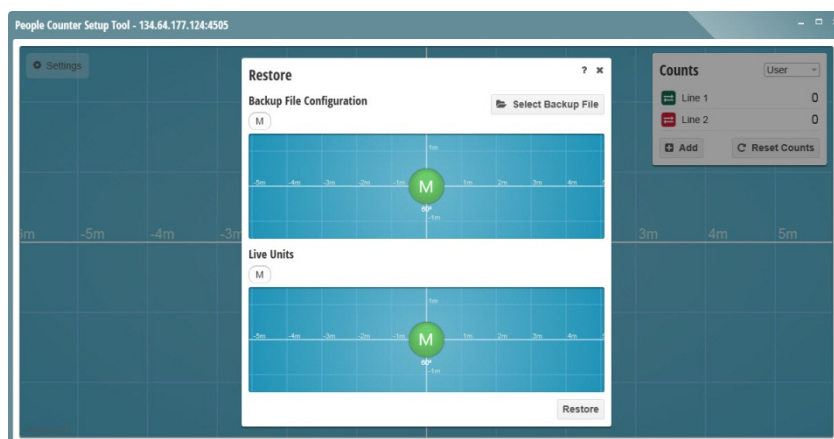 People Counter Setup Tool - 134.64.177.124:4505
Settings
Restore
? ×
Backup File Configuration
Select Backup File
M
1m
-5m -4m -3m -2m -1m M 1m 2m 3m 4m
-1m
Live Units
M
1m
-5m -4m -3m -2m -1m M 1m 2m 3m 4m
-1m
Restore
Counts
User
Line 1 0
Line 2 0
Add
Reset Counts
-5m -4m -3m 3m 4m 5m